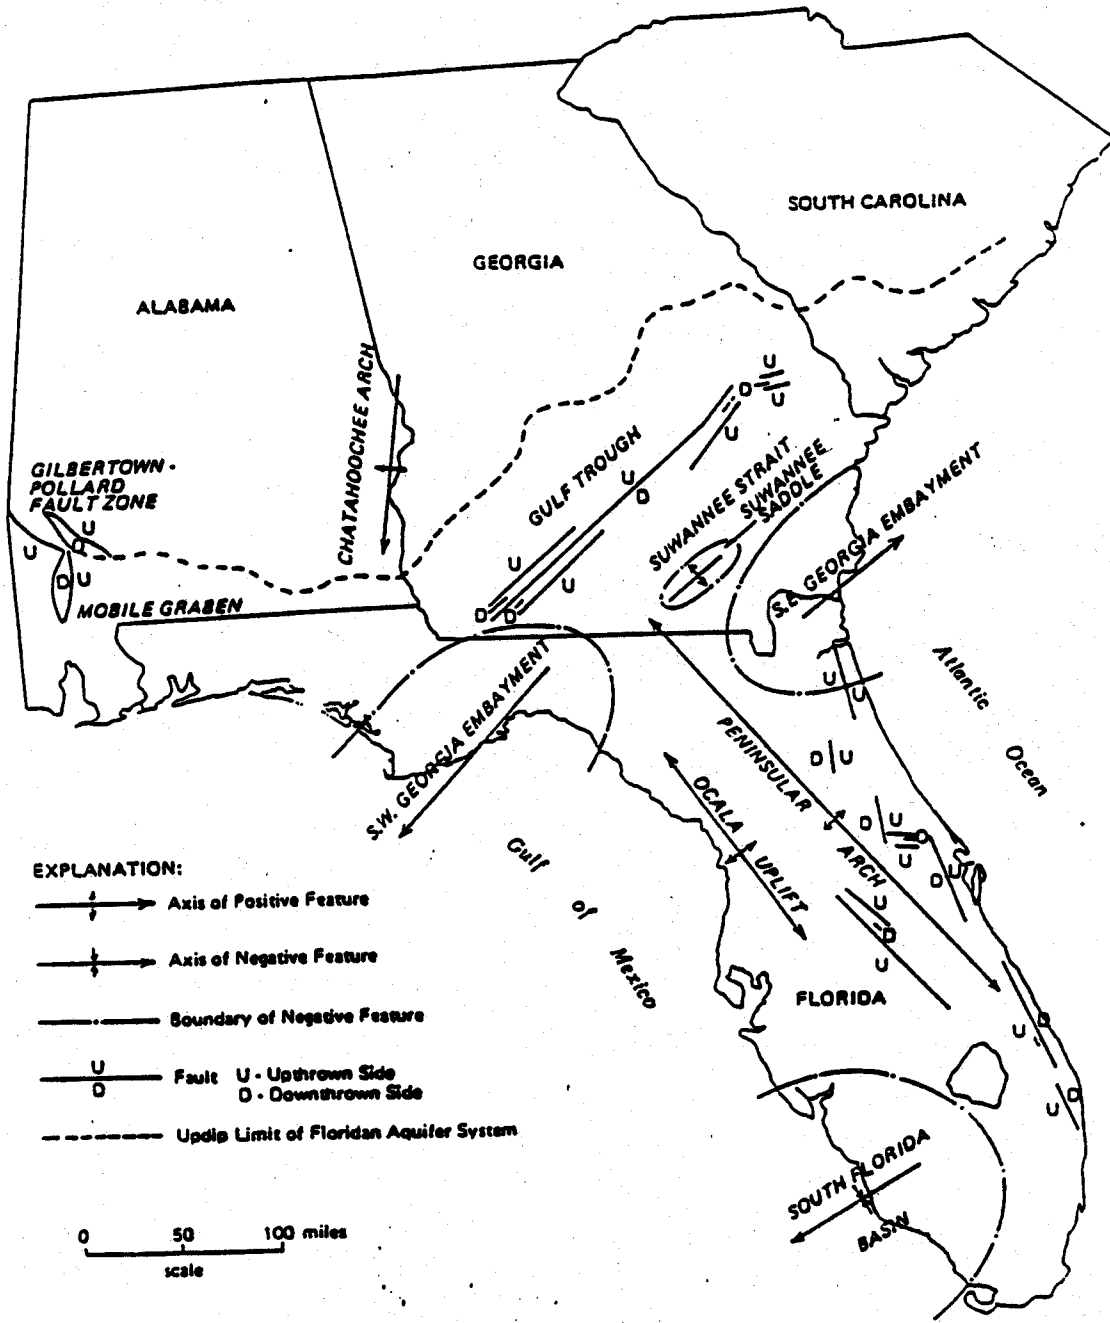 SOUTH CAROLINA
GEORGIA
ALABAMA
CHATAHOOCHEE ARCH
U
D
U
U
GILBERTOWN-
POLLARD
FAULT ZONE
U
U
D
D
U
MOBILE GRABEN
GULF TROUGH
U
D
U
U
D
D
SUWANNEE STRAIT
SUWANNEE
SADDLE
S.E. GEORGIA EMBAYMENT
S.W. GEORGIA EMBAYMENT
U
U
Atlantic
Ocean
PENINSULAR
ARCH
D
U
OCALA
UPLIFT
D
U
U
D
U
U
D
U
Gulf
of
Mexico
FLORIDA
D
U
D
U
SOUTH FLORIDA
BASIN
EXPLANATION:
Axis of Positive Feature
Axis of Negative Feature
Boundary of Negative Feature
U
D
Fault U - Upthrown Side
D - Downthrown Side
Updip Limit of Floridan Aquifer System
0 50 100 miles
scale